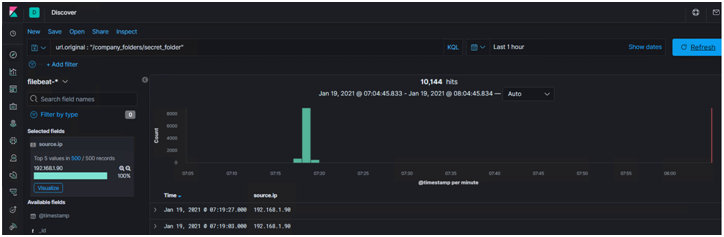 D Discover
New Save Open Share Inspect
url.original : "/company_folders/secret_folder" KQL Last 1 hour Show dates Refresh
+ Add filter
filebeat-*
10,144 hits
Search field names
Jan 19, 2021 @ 07:04:45.833 - Jan 19, 2021 @ 08:04:45.834 — Auto
Filter by type 0
Selected fields
source.ip
Top 5 values in 500 / 500 records
192.168.1.90
100%
Visualize
Available fields
@timestamp
t _id
Count
8000
6000
4000
2000
0
07:05 07:10 07:15 07:20 07:25 07:30 07:35 07:40 07:45 07:50 07:55 08:00
@timestamp per minute
Time source.ip
> Jan 19, 2021 @ 07:19:27.000 192.168.1.90
> Jan 19, 2021 @ 07:19:03.000 192.168.1.90